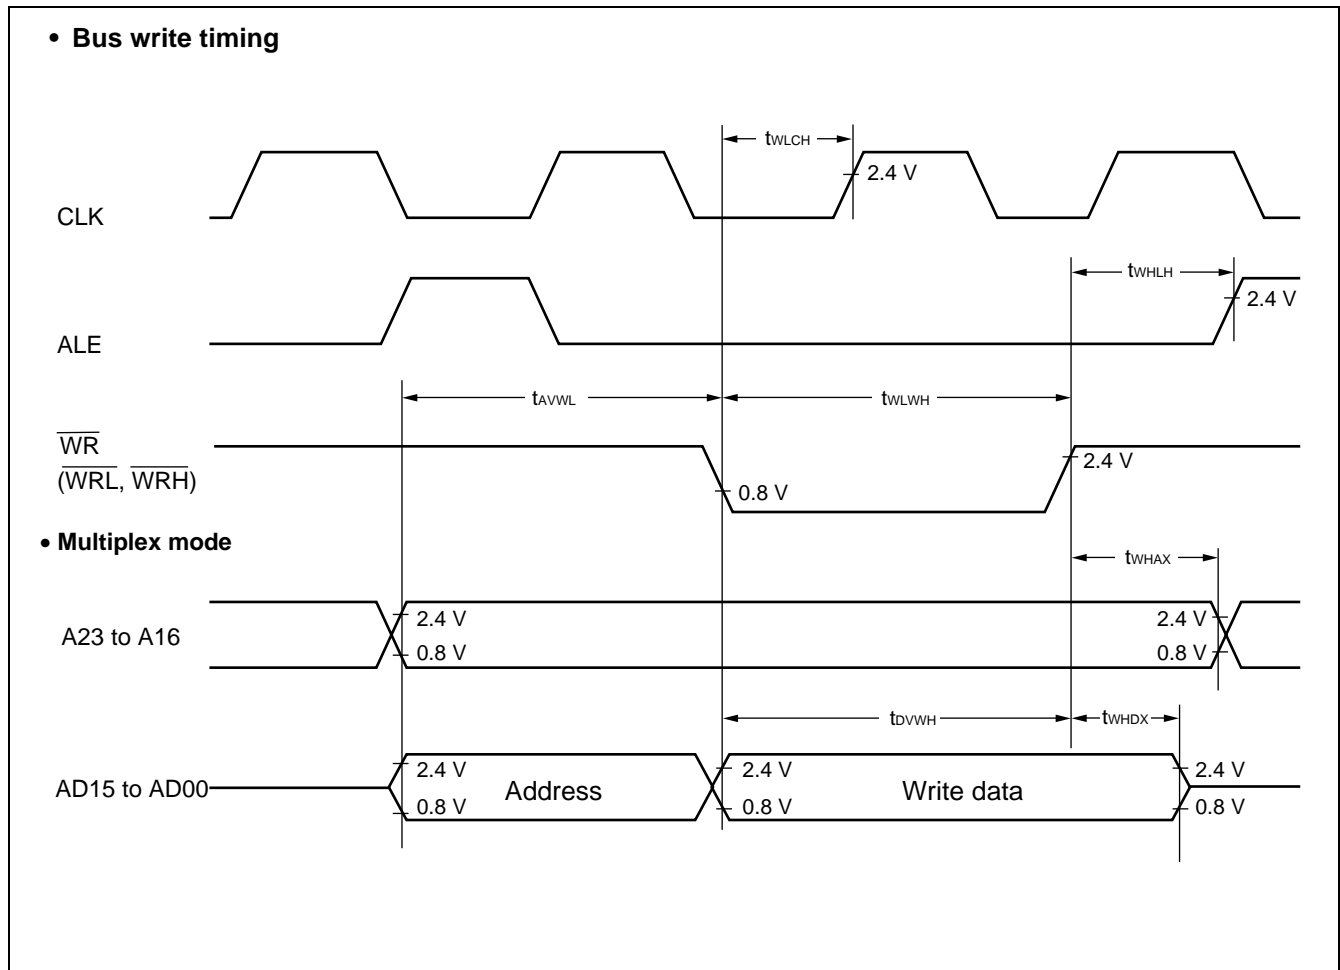 • Bus write timing
tWLCH
2.4 V
CLK
tWHLH
2.4 V
ALE
tAVWL
tWLWH
WR
(WRL, WRH)
2.4 V
0.8 V
• Multiplex mode
tWHAX
A23 to A16
2.4 V
2.4 V
0.8 V
0.8 V
tDVWH
tWHDX
AD15 to AD00
2.4 V
Address
2.4 V
Write data
2.4 V
0.8 V
0.8 V
0.8 V